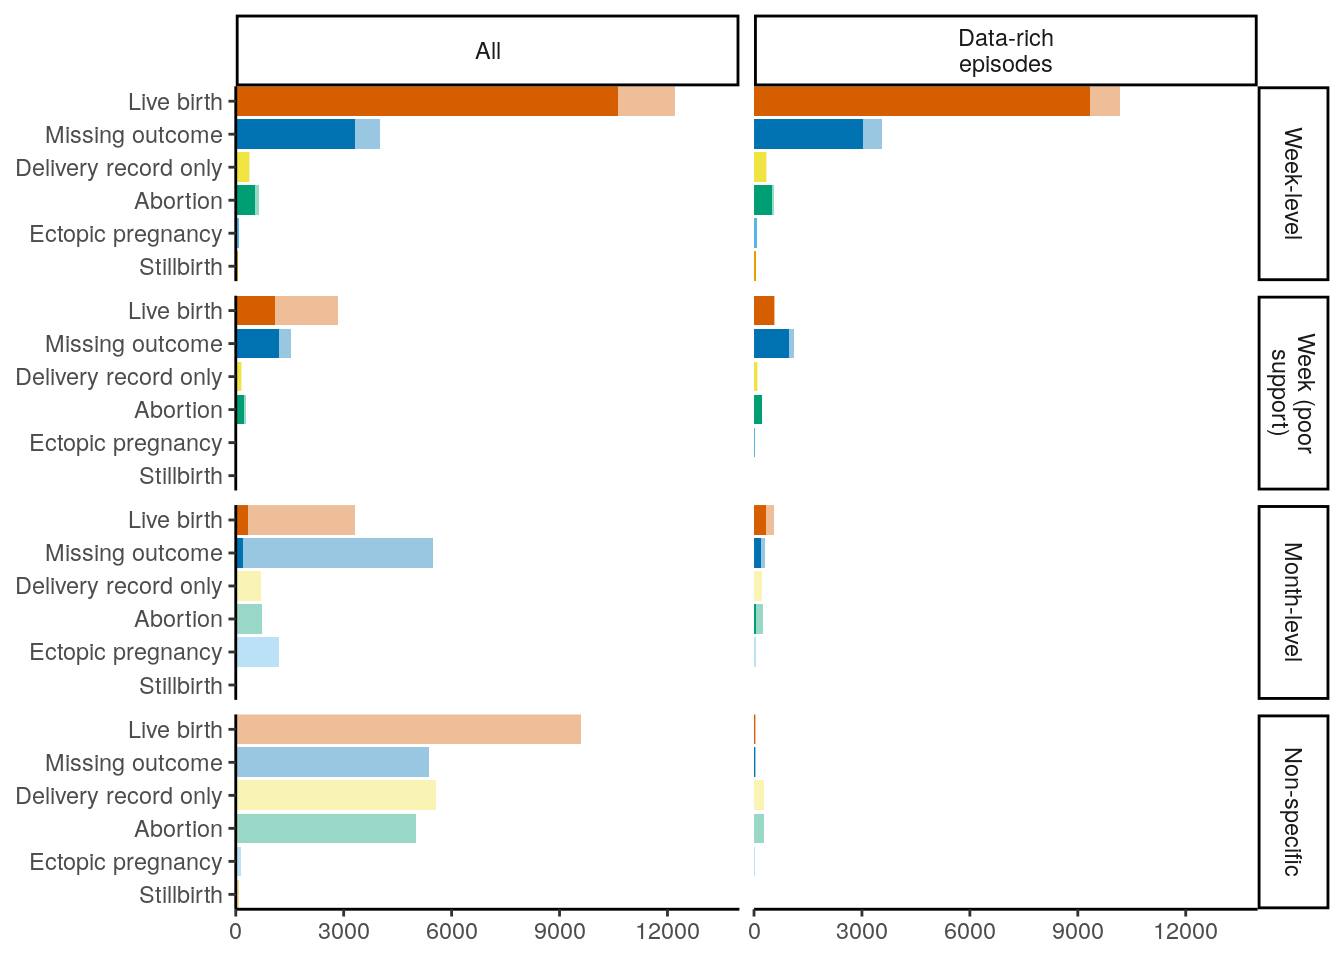 All
Data-rich
episodes
Live birth
Missing outcome
Delivery record only
Abortion
Ectopic pregnancy
Stillbirth
Week-level
Live birth
Missing outcome
Delivery record only
Abortion
Ectopic pregnancy
Stillbirth
Week (poor
support)
Live birth
Missing outcome
Delivery record only
Abortion
Ectopic pregnancy
Stillbirth
Month-level
Live birth
Missing outcome
Delivery record only
Abortion
Ectopic pregnancy
Stillbirth
Non-specific
0 3000 6000 9000 12000
0 3000 6000 9000 12000